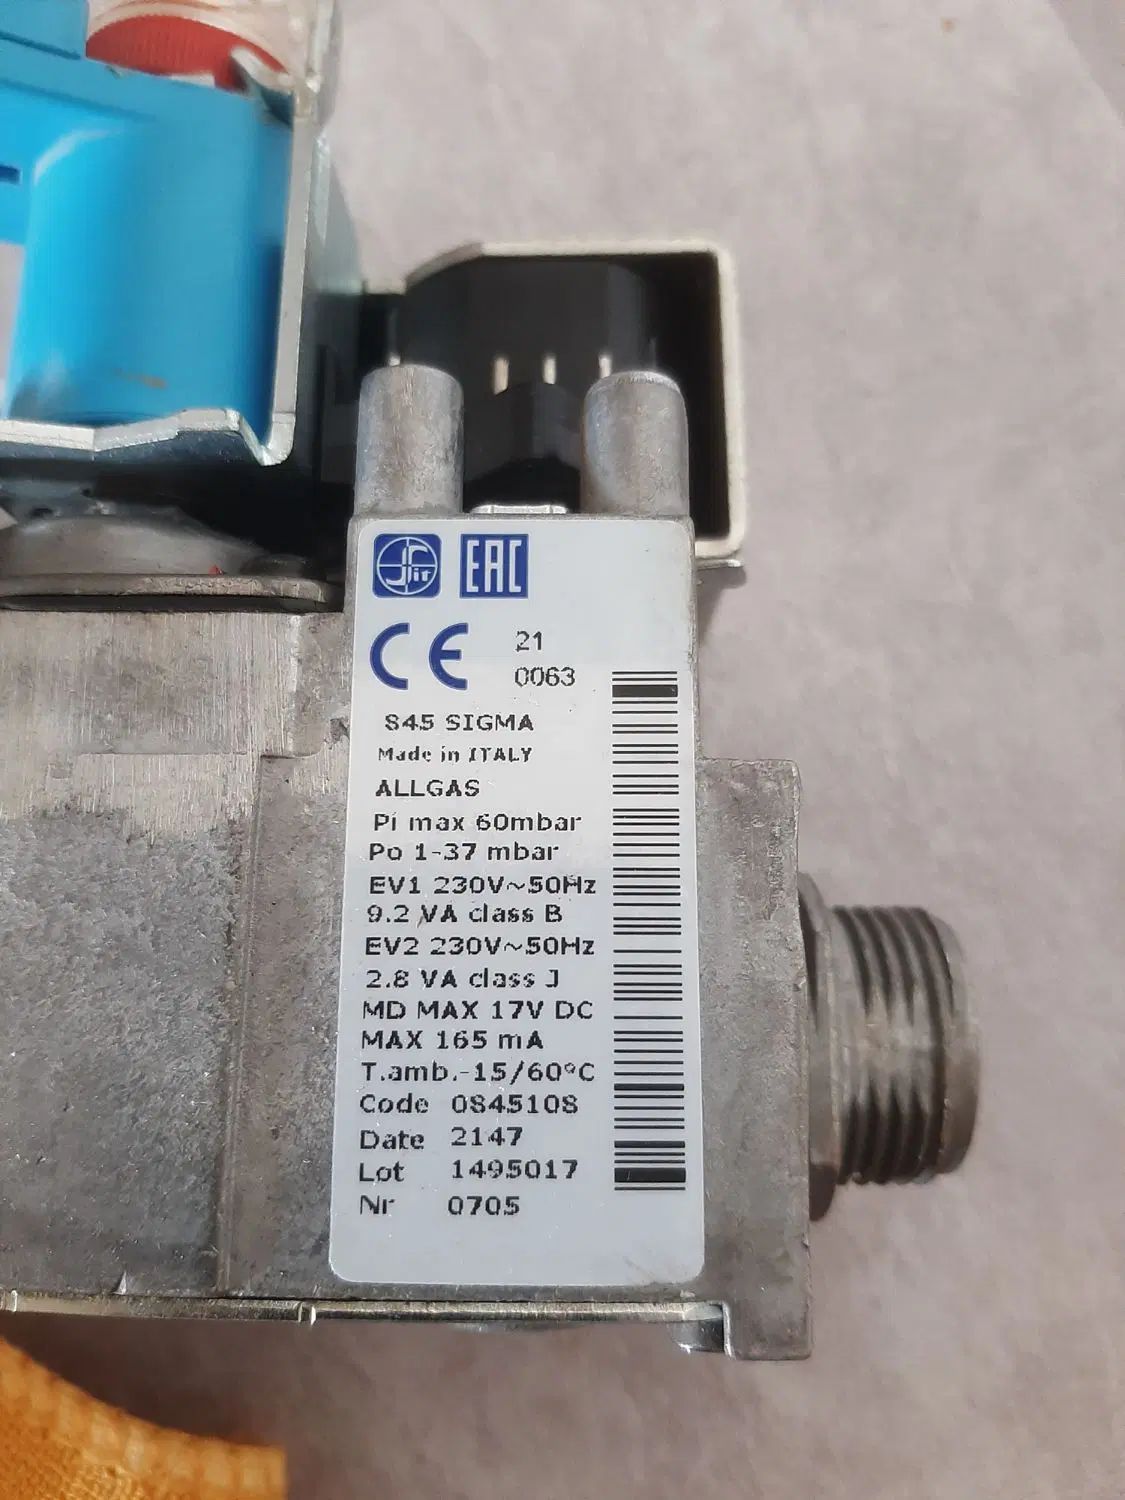 Sit EAC
CE 21
0063
845 SIGMA
Made in ITALY
ALLGAS
Pi max 60mbar
Po 1-37 mbar
EV1 230V~50Hz
9.2 VA class B
EV2 230V~50Hz
2.8 VA class J
MD MAX 17V DC
MAX 165 mA
T.amb.-15/60°C
Code 0845108
Date 2147
Lot 1495017
Nr 0705